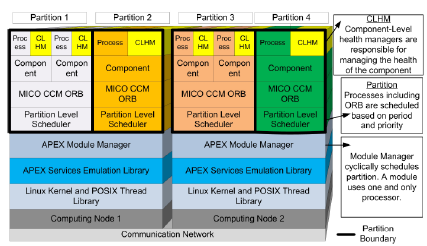 Partition 1
Partition 2
Partition 3
Partition 4
Proc
ess
CL
HM
Proc
ess
CL
HM
Process
CLHM
Proc
ess
CL
HM
Proc
ess
CL
HM
Process
CLHM
Compon
ent
Compon
ent
Component
Compon
ent
Compon
ent
Component
MICO CCM ORB
MICO CCM
ORB
MICO CCM ORB
MICO CCM
ORB
Partition Level
Scheduler
Partition Level
Scheduler
Partition Level
Scheduler
Partition Level
Scheduler
APEX Module Manager
APEX Module Manager
APEX Services Emulation Library
APEX Services Emulation Library
Linux Kernel and POSIX Thread
Library
Linux Kernel and POSIX Thread
Library
Computing Node 1
Computing Node 2
Communication Network
CLHM
Component-Level
health managers are
responsible for
managing the health
of the component
Partition
Processes including
ORB are scheduled
based on period
and priority
Module Manager
cyclically schedules
partition. A module
uses one and only
processor.
Partition
Boundary